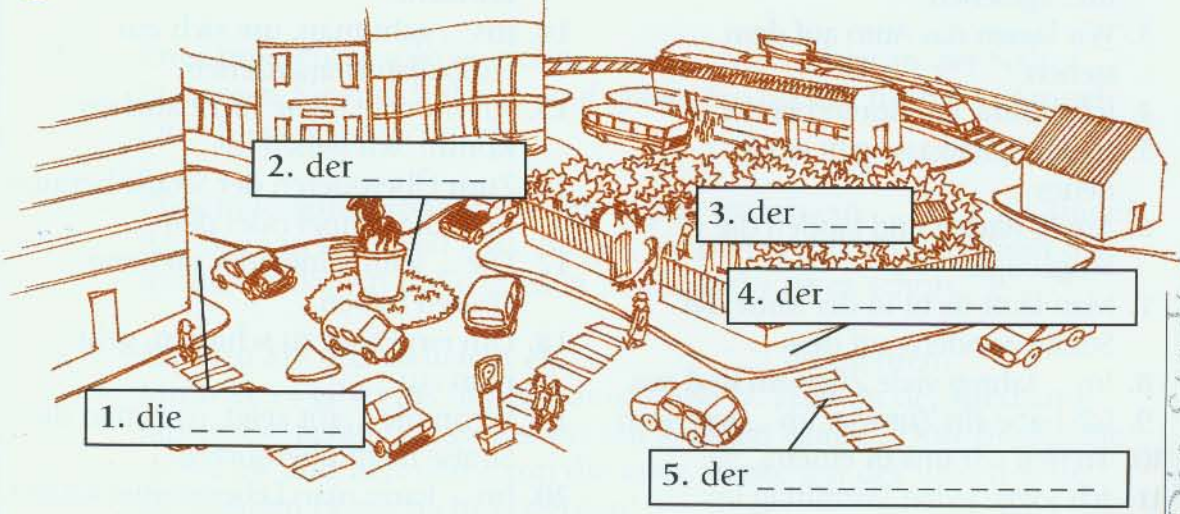 2. der _ _ _ _ _ _
3. der _ _ _ _
4. der _ _ _ _ _ _ _ _ _ _
1. die _ _ _ _ _ _ _
5. der _ _ _ _ _ _ _ _ _ _ _ _ _ _